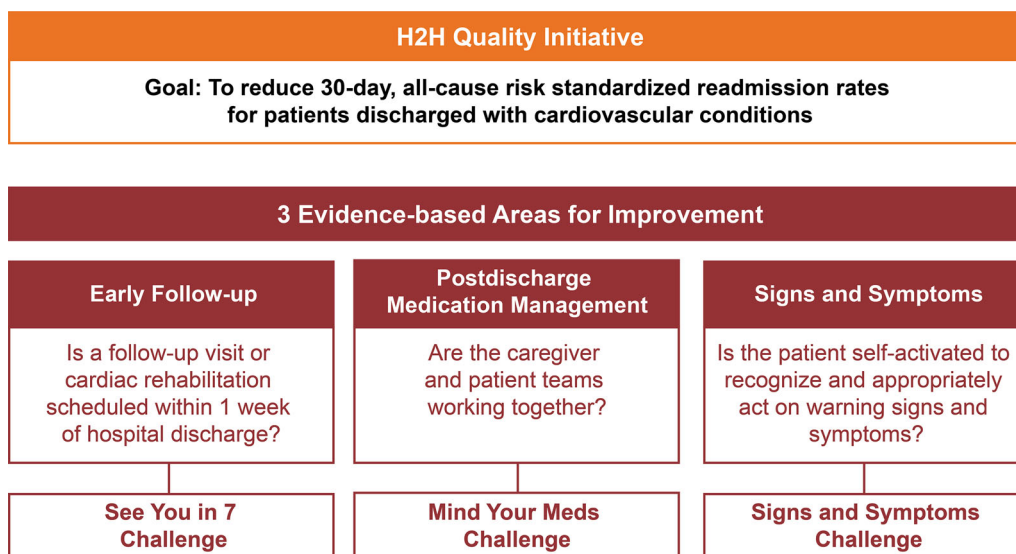 H2H Quality Initiative
Goal: To reduce 30-day, all-cause risk standardized readmission rates
for patients discharged with cardiovascular conditions
3 Evidence-based Areas for Improvement
Early Follow-up
Is a follow-up visit or
cardiac rehabilitation
scheduled within 1 week
of hospital discharge?
See You in 7
Challenge
Postdischarge
Medication Management
Are the caregiver
and patient teams
working together?
Mind Your Meds
Challenge
Signs and Symptoms
Is the patient self-activated to
recognize and appropriately
act on warning signs and
symptoms?
Signs and Symptoms
Challenge